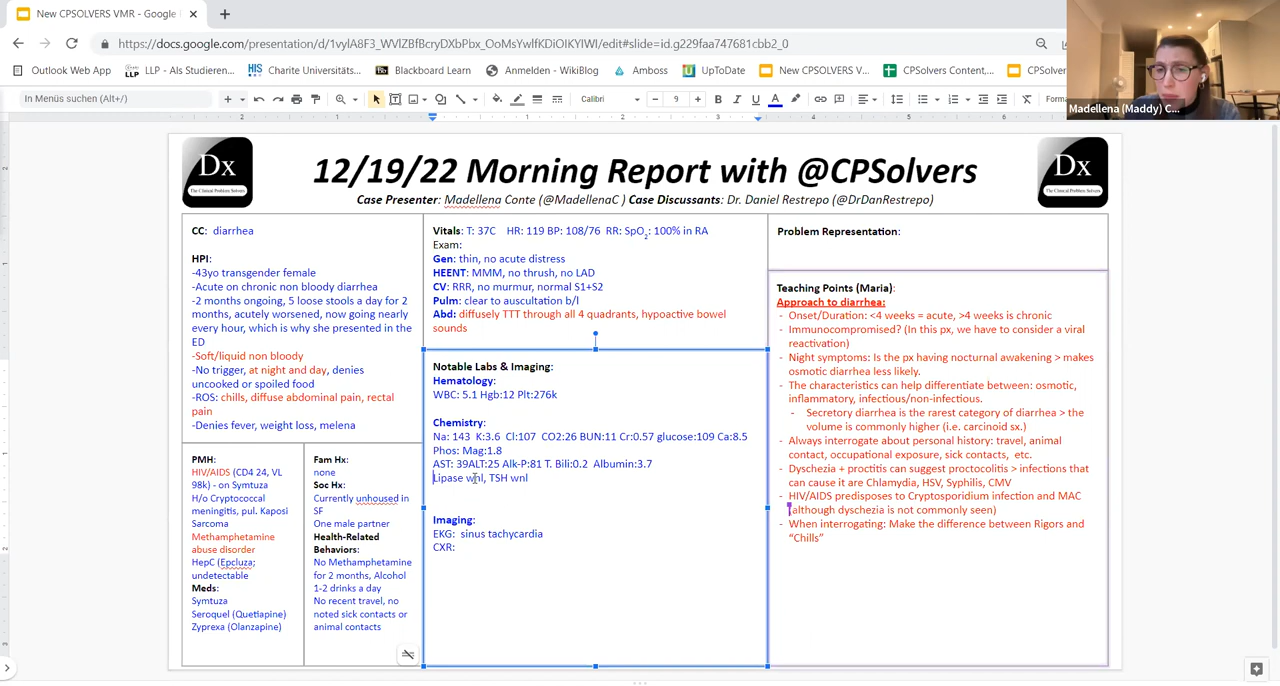 New CPSOLVERS VMR - Google
https://docs.google.com/presentation/d/1vylA8F3_WVlZBfBcryDXbPbx_OoMsYwlfKDiOIKYIWI/edit#slide=id.g229faa747681cbb2_0
Outlook Web App
LLP - Als Studieren...
Charite Universitäts...
Blackboard Learn
Anmelden - WikiBlog
Amboss
UpToDate
New CPSOLVERS V...
CPSolvers Content,...
CPSolver
In Menüs suchen (Alt+/)
Calibri
9
Forma
Madellena (Maddy) C...
Dx
The Clinical Problem Solvers
12/19/22 Morning Report with @CPSolvers
Case Presenter: Madellena Conte (@MadellenaC ) Case Discussants: Dr. Daniel Restrepo (@DrDanRestrepo)
Dx
The Clinical Problem Solvers
CC: diarrhea
HPI:
-43yo transgender female
-Acute on chronic non bloody diarrhea
-2 months ongoing, 5 loose stools a day for 2
months, acutely worsened, now going nearly
every hour, which is why she presented in the
ED
-Soft/liquid non bloody
-No trigger, at night and day, denies
uncooked or spoiled food
-ROS: chills, diffuse abdominal pain, rectal
pain
-Denies fever, weight loss, melena
PMH:
HIV/AIDS (CD4 24, VL
98k) - on Symtuza
H/o Cryptococcal
meningitis, pul. Kaposi
Sarcoma
Methamphetamine
abuse disorder
HepC (Epcluza;
undetectable
Meds:
Symtuza
Seroquel (Quetiapine)
Zyprexa (Olanzapine)
Fam Hx:
none
Soc Hx:
Currently unhoused in
SF
One male partner
Health-Related
Behaviors:
No Methamphetamine
for 2 months, Alcohol
1-2 drinks a day
No recent travel, no
noted sick contacts or
animal contacts
Vitals: T: 37C HR: 119 BP: 108/76 RR: SpO2: 100% in RA
Exam:
Gen: thin, no acute distress
HEENT: MMM, no thrush, no LAD
CV: RRR, no murmur, normal S1+S2
Pulm: clear to auscultation b/l
Abd: diffusely TTT through all 4 quadrants, hypoactive bowel
sounds
Notable Labs & Imaging:
Hematology:
WBC: 5.1 Hgb:12 Plt:276k
Chemistry:
Na: 143 K:3.6 Cl:107 CO2:26 BUN:11 Cr:0.57 glucose:109 Ca:8.5
Phos: Mag:1.8
AST: 39ALT:25 Alk-P:81 T. Bili:0.2 Albumin:3.7
Lipase wnl, TSH wnl
Imaging:
EKG: sinus tachycardia
CXR:
Problem Representation:
Teaching Points (Maria):
Approach to diarrhea:
- Onset/Duration: <4 weeks = acute, >4 weeks is chronic
- Immunocompromised? (In this px, we have to consider a viral
reactivation)
- Night symptoms: Is the px having nocturnal awakening > makes
osmotic diarrhea less likely.
- The characteristics can help differentiate between: osmotic,
inflammatory, infectious/non-infectious.
- Secretory diarrhea is the rarest category of diarrhea > the
volume is commonly higher (i.e. carcinoid sx.)
- Always interrogate about personal history: travel, animal
contact, occupational exposure, sick contacts, etc.
- Dyschezia + proctitis can suggest proctocolitis > infections that
can cause it are Chlamydia, HSV, Syphilis, CMV
- HIV/AIDS predisposes to Cryptosporidium infection and MAC
(although dyschezia is not commonly seen)
- When interrogating: Make the difference between Rigors and
"Chills"